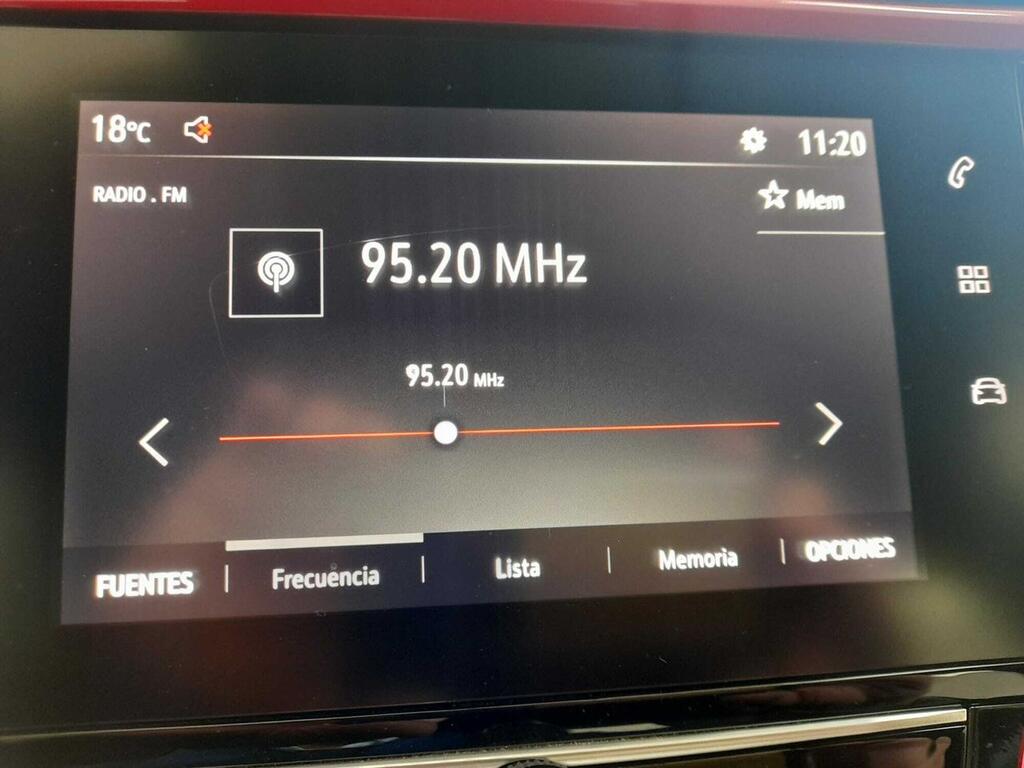 18°C 11:20
RADIO . FM
Mem
95.20 MHz
95.20 MHz
FUENTES | Frecuencia | Lista | Memoria | OPCIONES